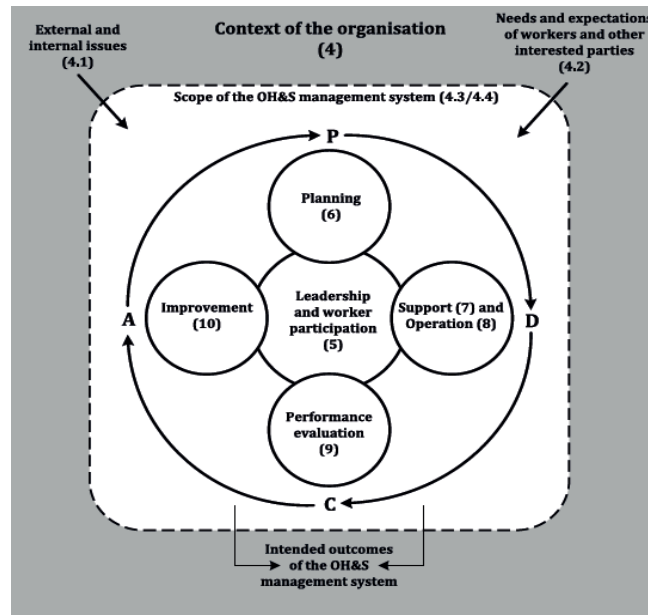 External and
internal issues
(4.1)
Context of the organisation
(4)
Needs and expectations
of workers and other
interested parties
(4.2)
Scope of the OH&S management system (4.3/4.4)
P
Planning
(6)
A
Improvement
(10)
Leadership
and worker
participation
(5)
Support (7) and
Operation (8)
D
Performance
evaluation
(9)
C
Intended outcomes
of the OH&S
management system